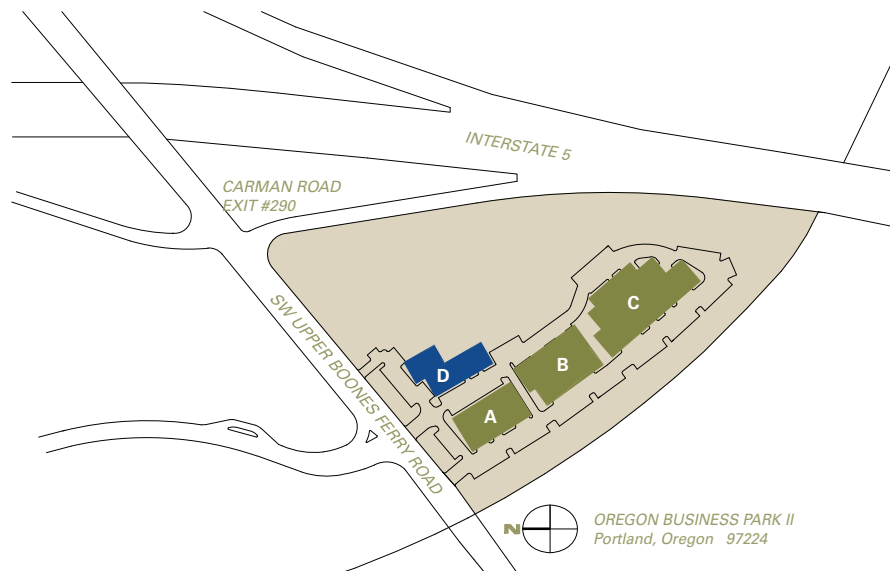 INTERSTATE 5
CARMAN ROAD
EXIT #290
SW UPPER BOONES FERRY ROAD
C
B
D
A
N
OREGON BUSINESS PARK II
Portland, Oregon 97224